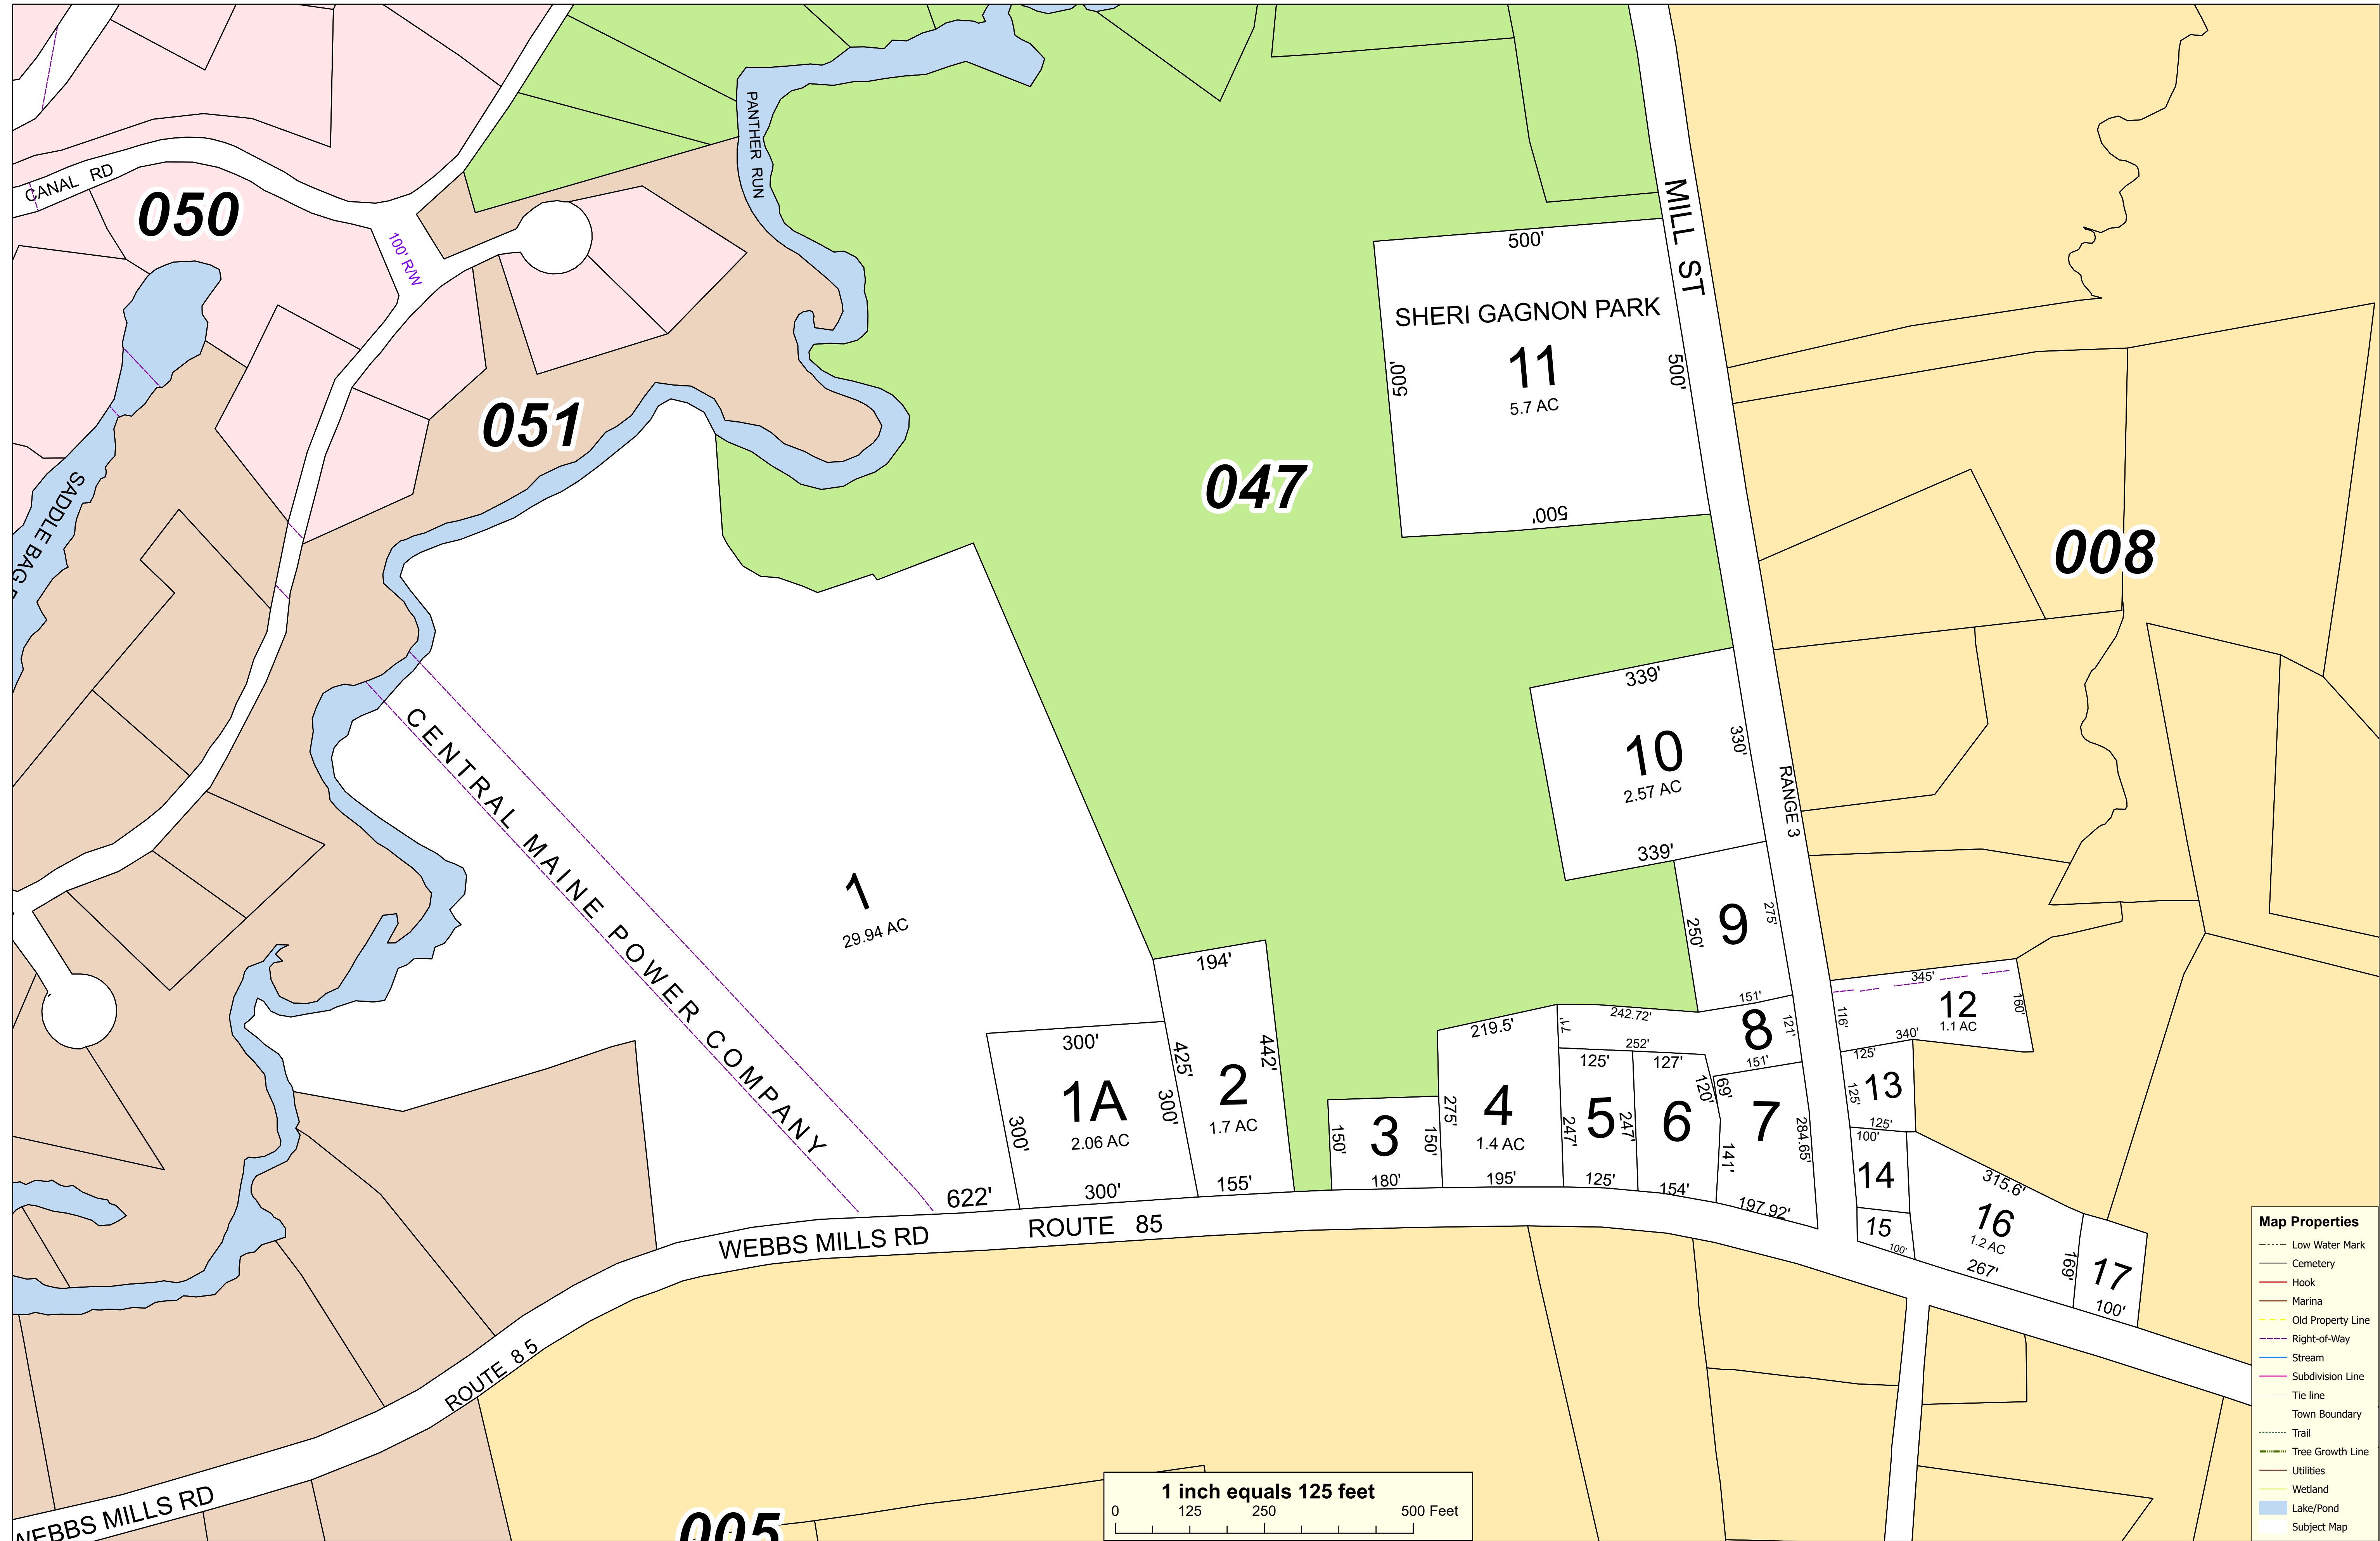 CANAL RD
050
100' R/W
PANTHER RUN
051
SADDLE BAG
047
MILL ST
500'
SHERI GAGNON PARK
11
5.7 AC
500'
500'
500'
008
339'
10
2.57 AC
330'
339'
RANGE 3
CENTRAL MAINE POWER COMPANY
1
29.94 AC
622'
300'
1A
2.06 AC
300'
300'
300'
194'
425'
442'
2
1.7 AC
155'
150'
3
150'
180'
219.5'
275'
4
1.4 AC
195'
125'
247'
5
247'
125'
127'
120'
6
154'
69'
7
141'
284.65'
197.92'
242.72'
71'
252'
8
121'
151'
151'
250'
9
275'
345'
116'
12
1.1 AC
160'
340'
125'
125'
13
125'
100'
14
15
100'
315.6'
16
1.2 AC
267'
169'
17
100'
WEBBS MILLS RD
ROUTE 85
ROUTE 85
WEBBS MILLS RD
005
1 inch equals 125 feet
0 125 250 500 Feet
Map Properties
Low Water Mark
Cemetery
Hook
Marina
Old Property Line
Right-of-Way
Stream
Subdivision Line
Tie line
Town Boundary
Trail
Tree Growth Line
Utilities
Wetland
Lake/Pond
Subject Map